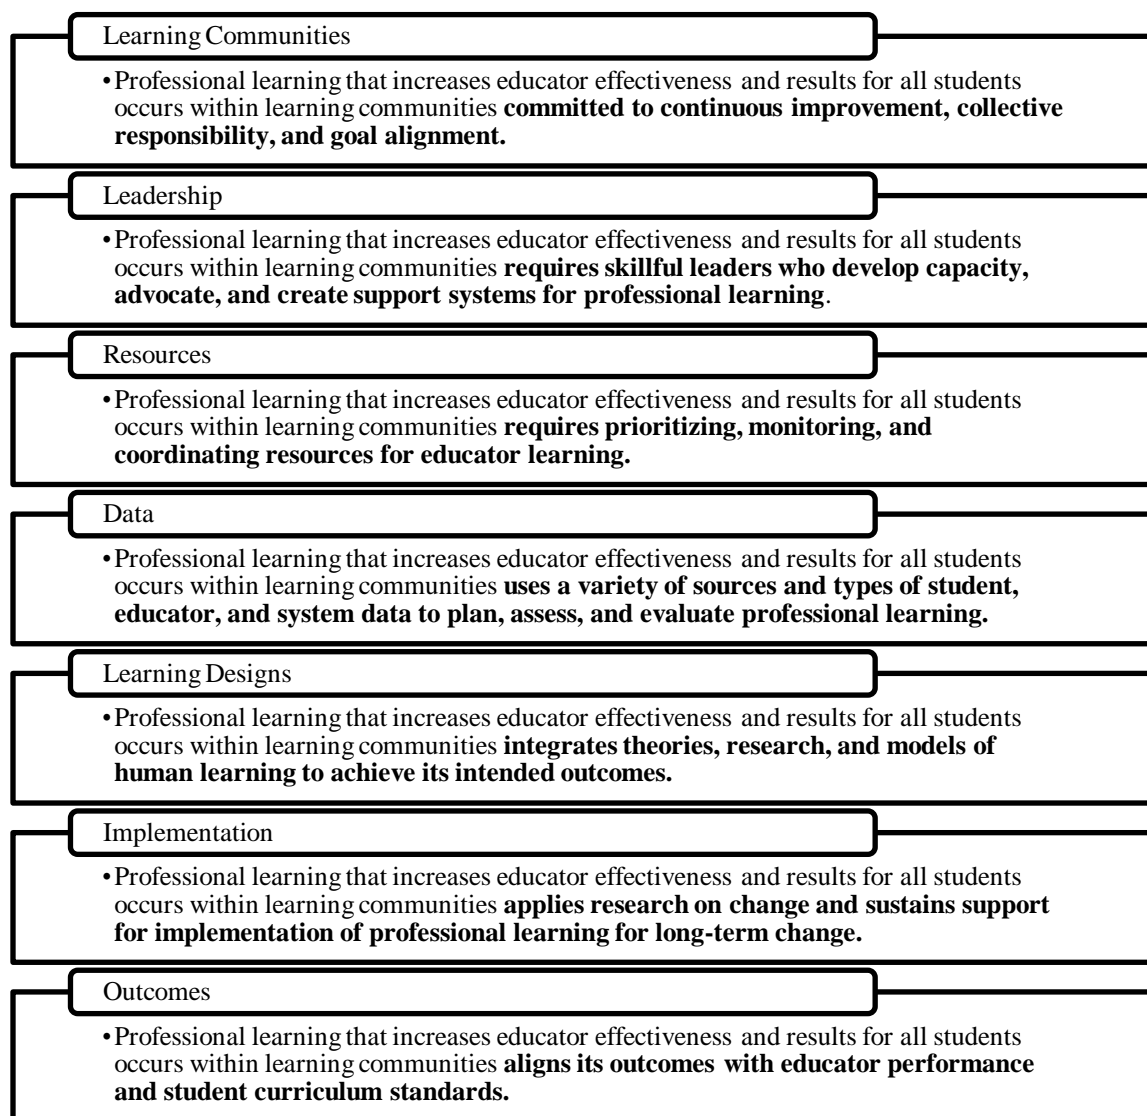 Learning Communities
•Professional learning that increases educator effectiveness and results for all students
occurs within learning communities committed to continuous improvement, collective
responsibility, and goal alignment.
Leadership
•Professional learning that increases educator effectiveness and results for all students
occurs within learning communities requires skillful leaders who develop capacity,
advocate, and create support systems for professional learning.
Resources
•Professional learning that increases educator effectiveness and results for all students
occurs within learning communities requires prioritizing, monitoring, and
coordinating resources for educator learning.
Data
•Professional learning that increases educator effectiveness and results for all students
occurs within learning communities uses a variety of sources and types of student,
educator, and system data to plan, assess, and evaluate professional learning.
Learning Designs
•Professional learning that increases educator effectiveness and results for all students
occurs within learning communities integrates theories, research, and models of
human learning to achieve its intended outcomes.
Implementation
•Professional learning that increases educator effectiveness and results for all students
occurs within learning communities applies research on change and sustains support
for implementation of professional learning for long-term change.
Outcomes
•Professional learning that increases educator effectiveness and results for all students
occurs within learning communities aligns its outcomes with educator performance
and student curriculum standards.